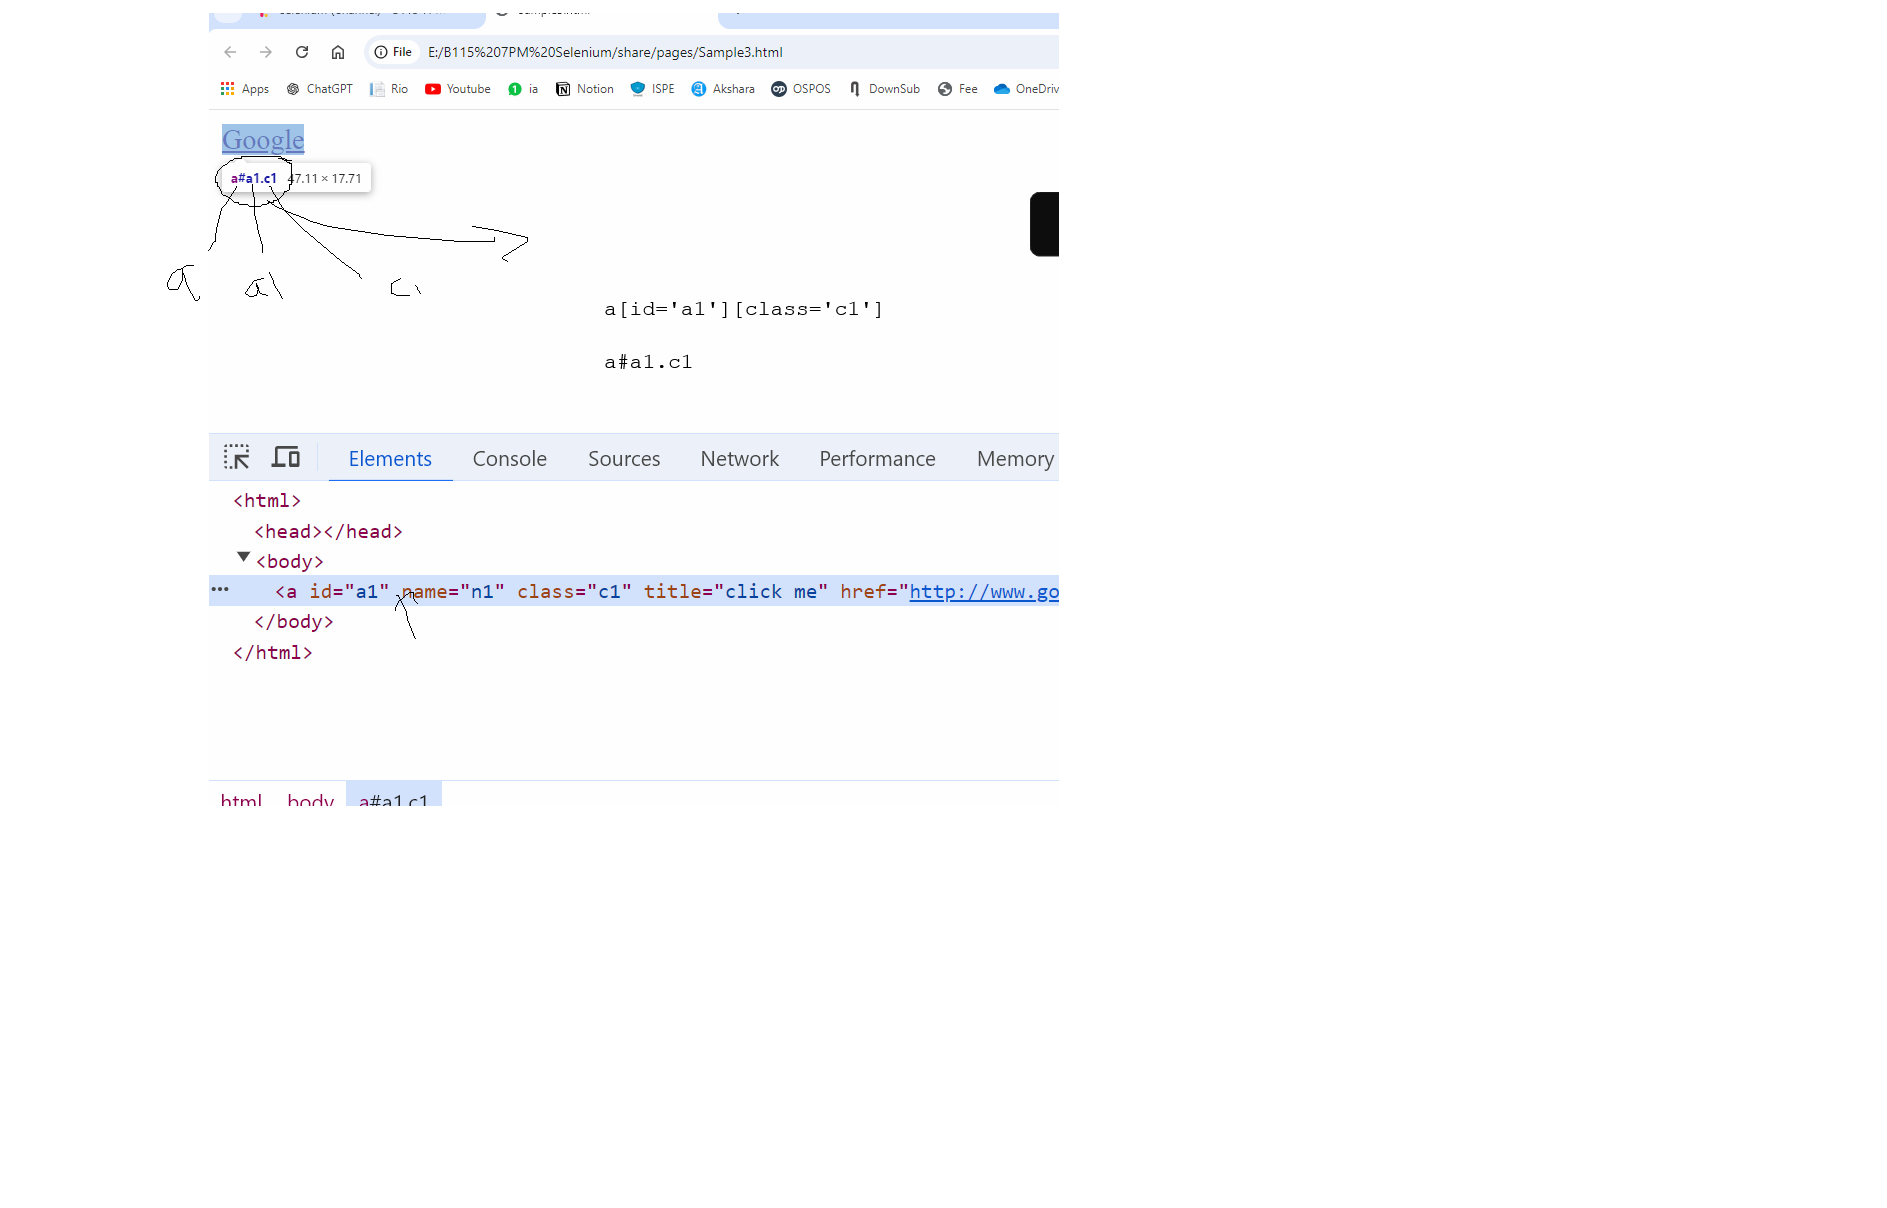 File E:/B115%207PM%20Selenium/share/pages/Sample3.html
Apps ChatGPT Rio Youtube ia Notion ISPE Akshara OSPOS DownSub Fee OneDriv
Google
a#a1.c1 47.11 × 17.71
a a1 c1
a[id='a1'][class='c1']
a#a1.c1
Elements Console Sources Network Performance Memory
<html>
<head></head>
<body>
<a id="a1" name="n1" class="c1" title="click me" href="http://www.go
</body>
</html>
html body a#a1.c1